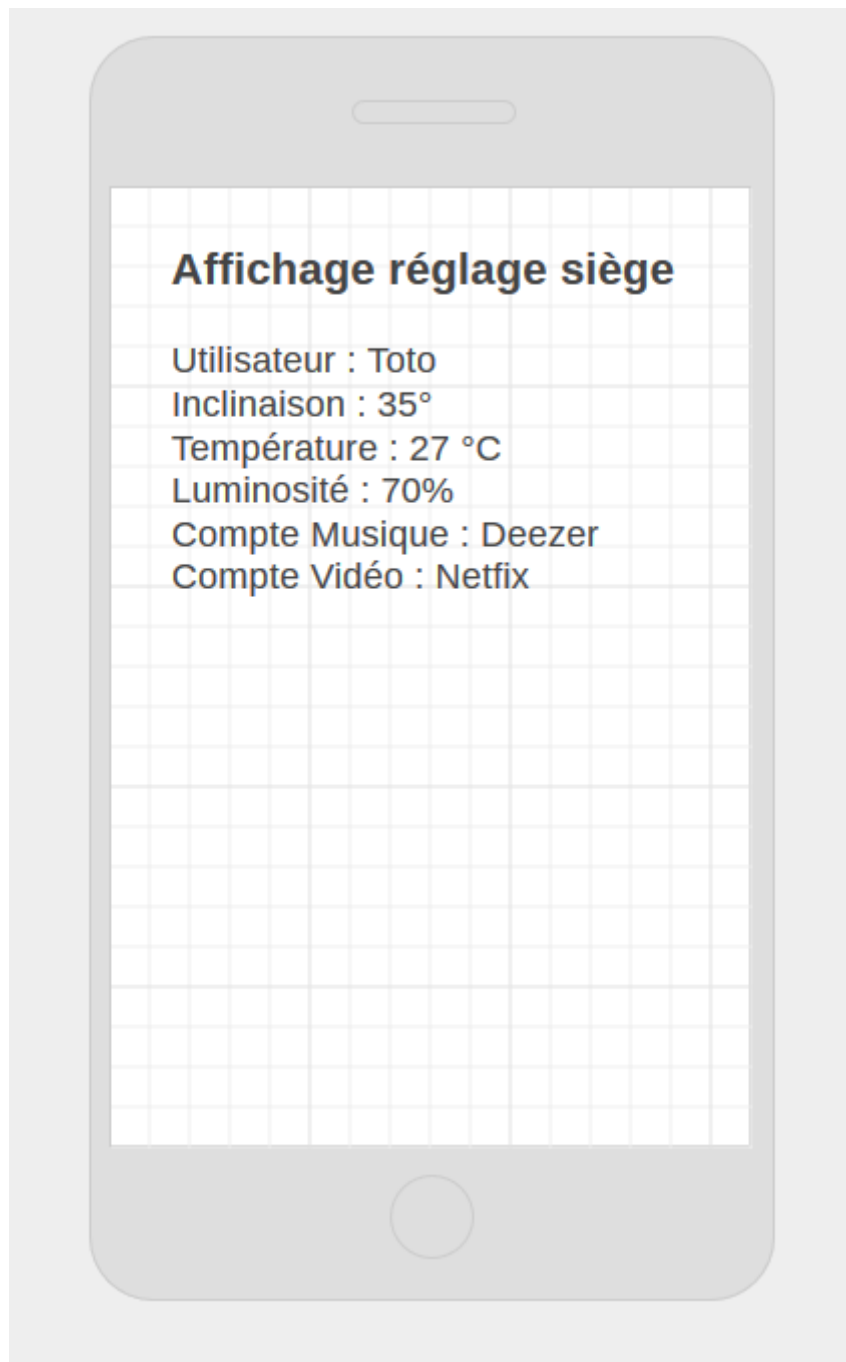 Affichage réglage siège
Utilisateur : Toto
Inclinaison : 35°
Température : 27 °C
Luminosité : 70%
Compte Musique : Deezer
Compte Vidéo : Netfix